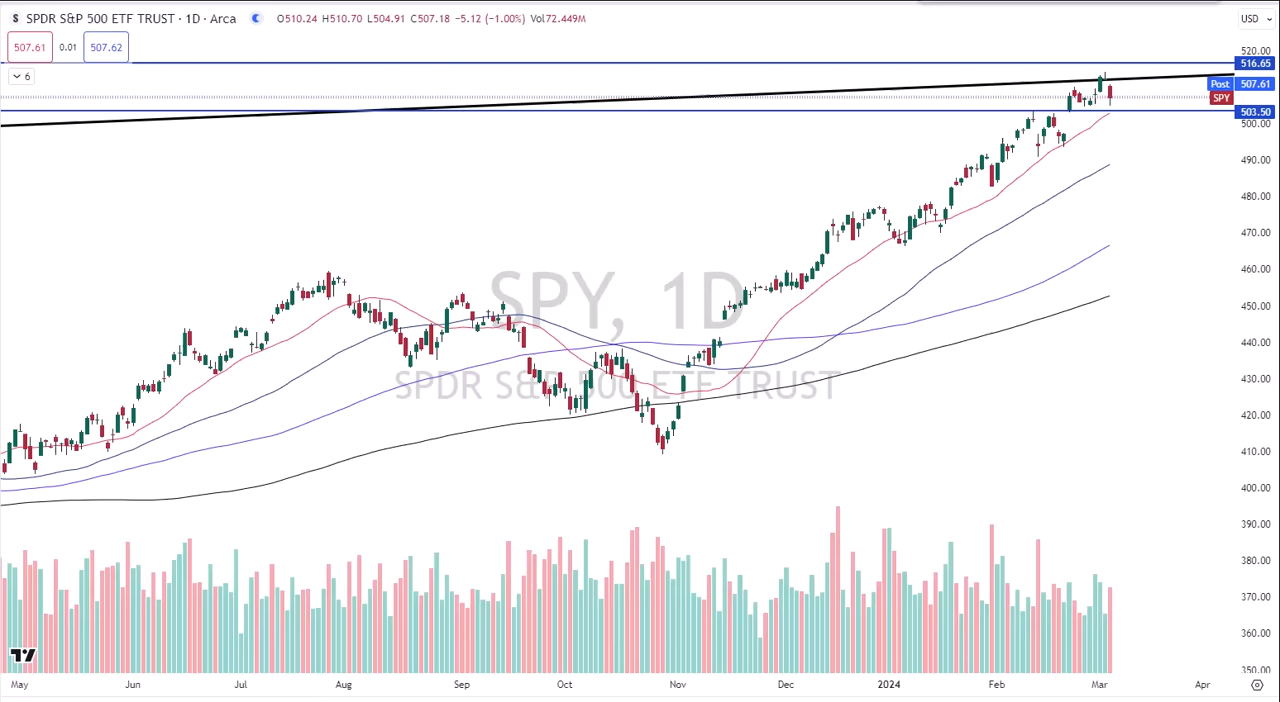 S SPDR S&P 500 ETF TRUST · 1D · Arca O510.24 H510.70 L504.91 C507.18 −5.12 (−1.00%) Vol72.449M USD
507.61 0.01 507.62
6
520.00
516.65
Post 507.61
SPY
503.50
500.00
490.00
480.00
470.00
460.00
450.00
440.00
430.00
420.00
410.00
400.00
390.00
380.00
370.00
360.00
350.00
SPY, 1D
SPDR S&P 500 ETF TRUST
May Jun Jul Aug Sep Oct Nov Dec 2024 Feb Mar Apr